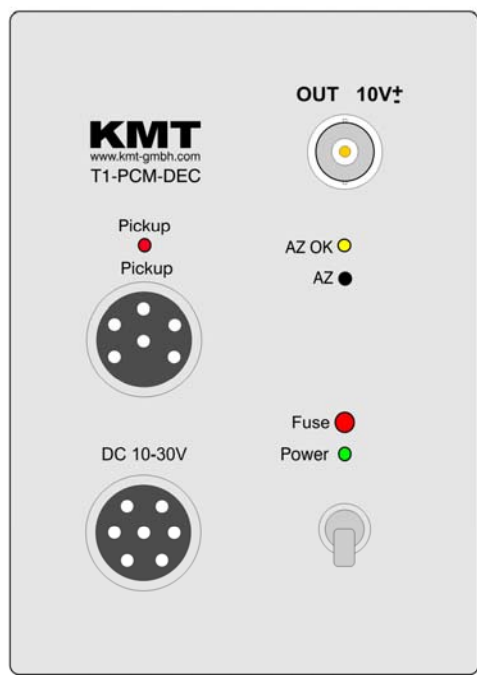 OUT 10V±
KMT
www.kmt-gmbh.com
T1-PCM-DEC
Pickup
Pickup
AZ OK
AZ
Fuse
Power
DC 10-30V